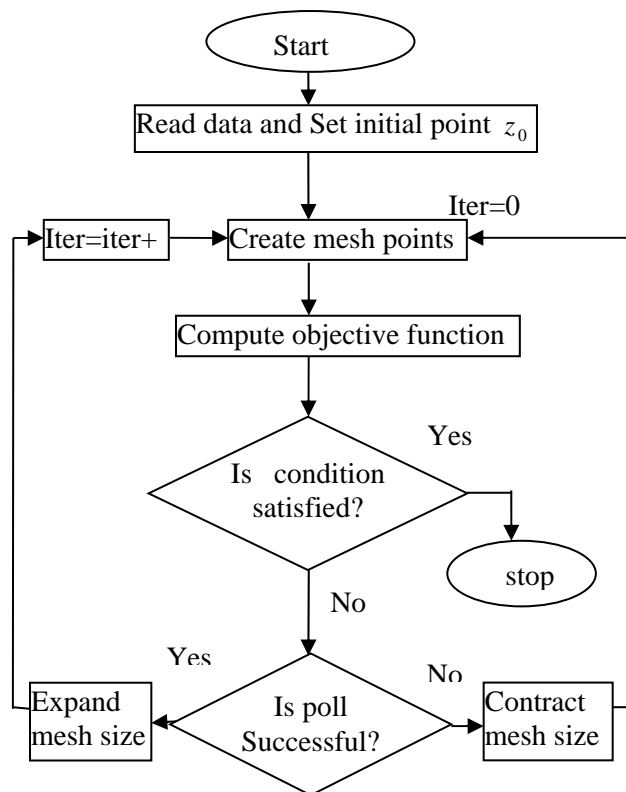 Start
Read data and Set initial point z₀
Iter=0
Iter=iter+
Create mesh points
Compute objective function
Yes
Is condition
satisfied?
stop
No
Yes
No
Expand
mesh size
Is poll
Successful?
Contract
mesh size